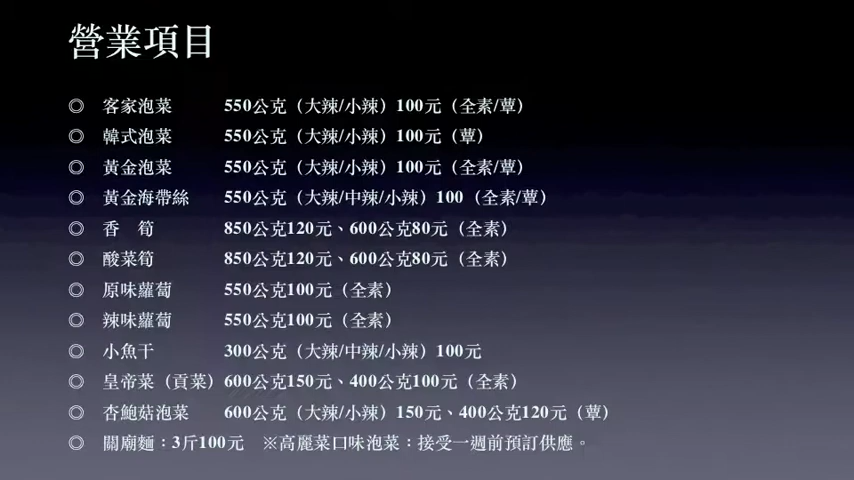 營業項目
◎ 客家泡菜 550公克（大辣/小辣）100元（全素/蕈）
◎ 韓式泡菜 550公克（大辣/小辣）100元（蕈）
◎ 黃金泡菜 550公克（大辣/小辣）100元（全素/蕈）
◎ 黃金海帶絲 550公克（大辣/中辣/小辣）100（全素/蕈）
◎ 香 筍 850公克120元、600公克80元（全素）
◎ 酸菜筍 850公克120元、600公克80元（全素）
◎ 原味蘿蔔 550公克100元（全素）
◎ 辣味蘿蔔 550公克100元（全素）
◎ 小魚干 300公克（大辣/中辣/小辣）100元
◎ 皇帝菜（貢菜）600公克150元、400公克100元（全素）
◎ 杏鮑菇泡菜 600公克（大辣/小辣）150元、400公克120元（蕈）
◎ 關廟麵：3斤100元 ※高麗菜口味泡菜：接受一週前預訂供應。